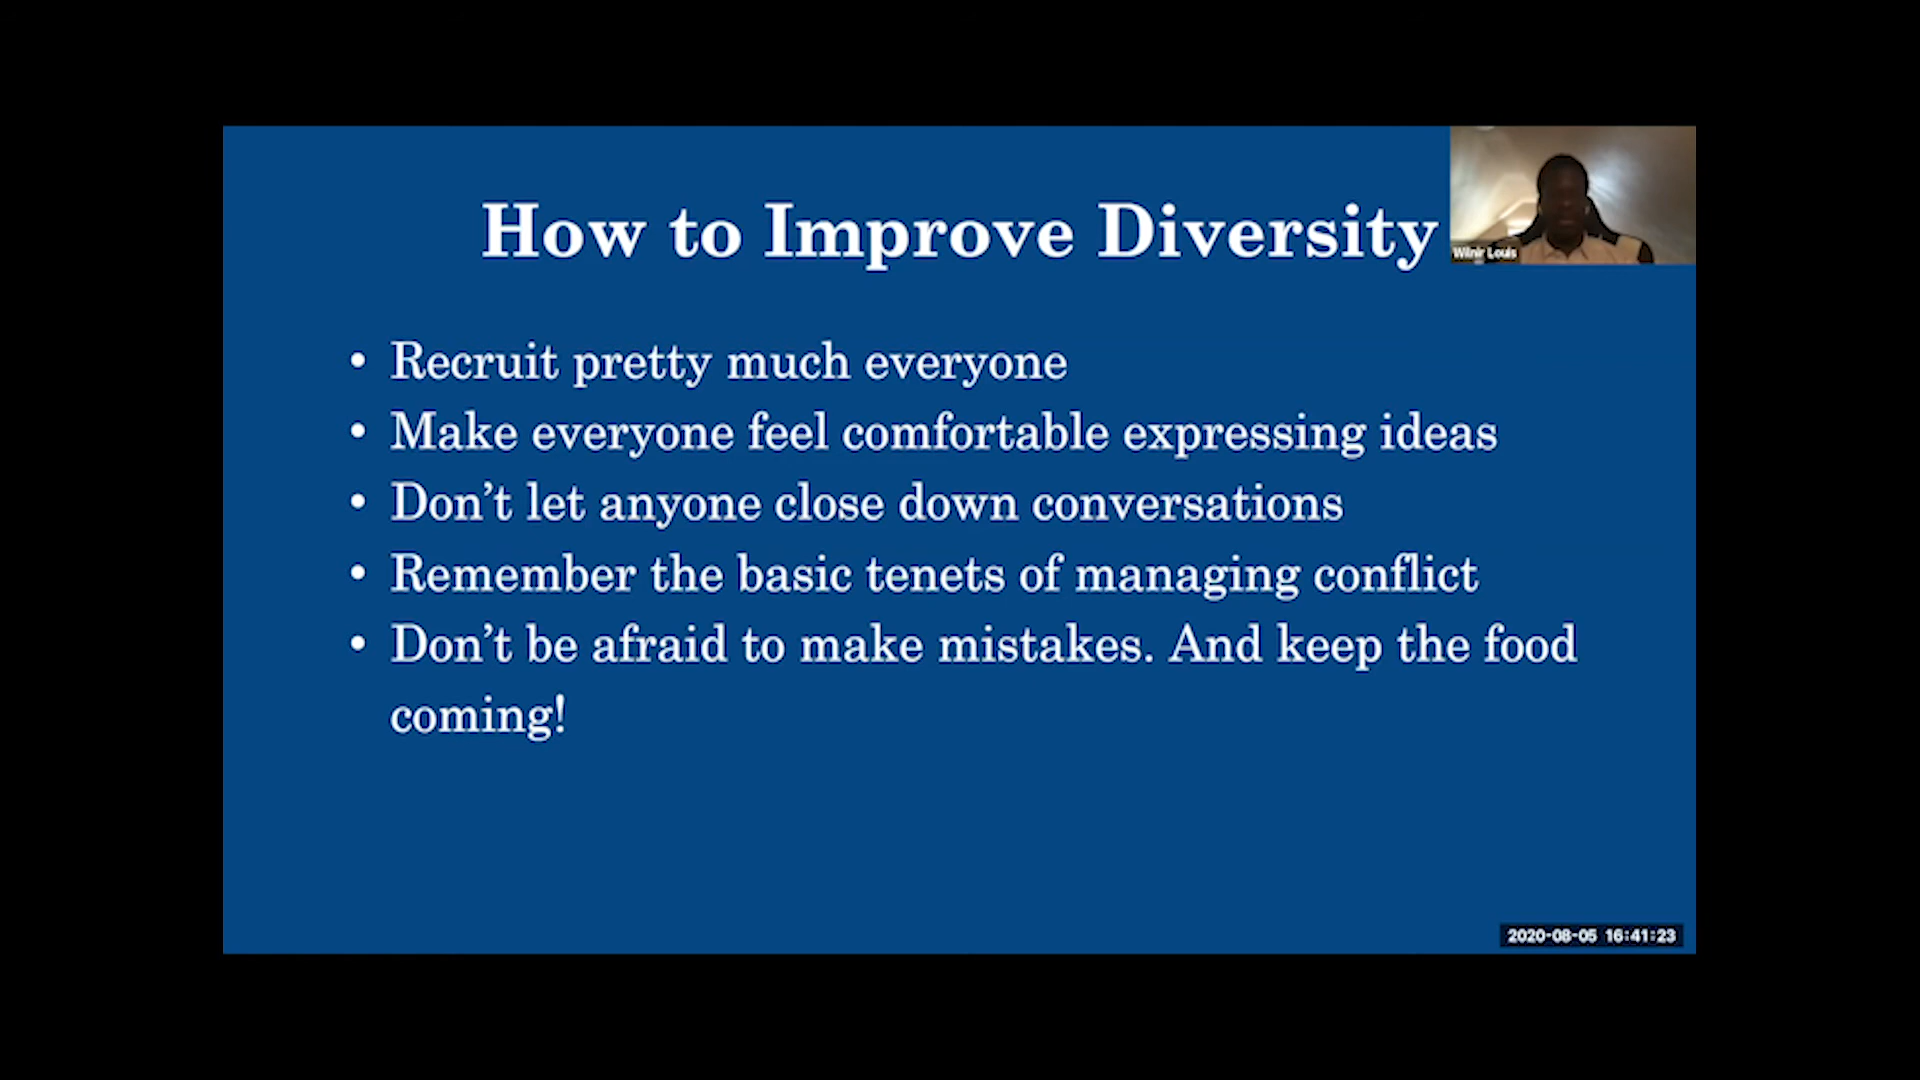 How to Improve Diversity
Wilnir Louis
• Recruit pretty much everyone
• Make everyone feel comfortable expressing ideas
• Don’t let anyone close down conversations
• Remember the basic tenets of managing conflict
• Don’t be afraid to make mistakes. And keep the food
coming!
2020-08-05 16:41:23